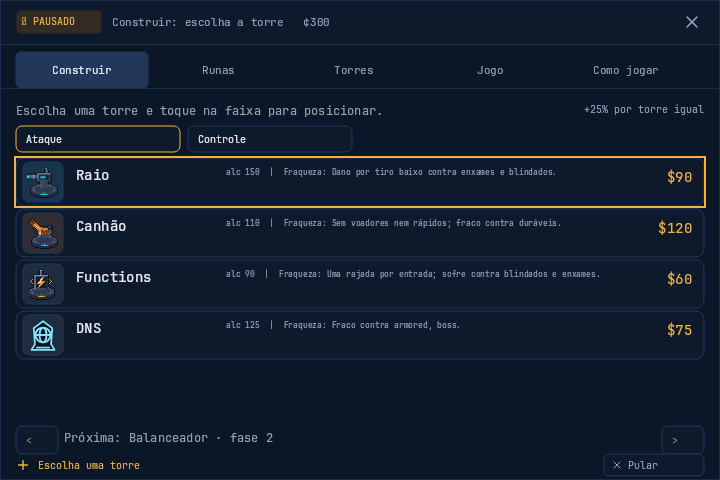 PAUSADO Construir: escolha a torre $300
Construir Runas Torres Jogo Como jogar
Escolha uma torre e toque na faixa para posicionar. +25% por torre igual
Ataque Controle
Raio alc 150 | Fraqueza: Dano por tiro baixo contra enxames e blindados. $90
Canhão alc 110 | Fraqueza: Sem voadores nem rápidos; fraco contra duráveis. $120
Functions alc 90 | Fraqueza: Uma rajada por entrada; sofre contra blindados e enxames. $60
DNS alc 125 | Fraqueza: Fraco contra armored, boss. $75
< Próxima: Balanceador · fase 2 >
Escolha uma torre Pular